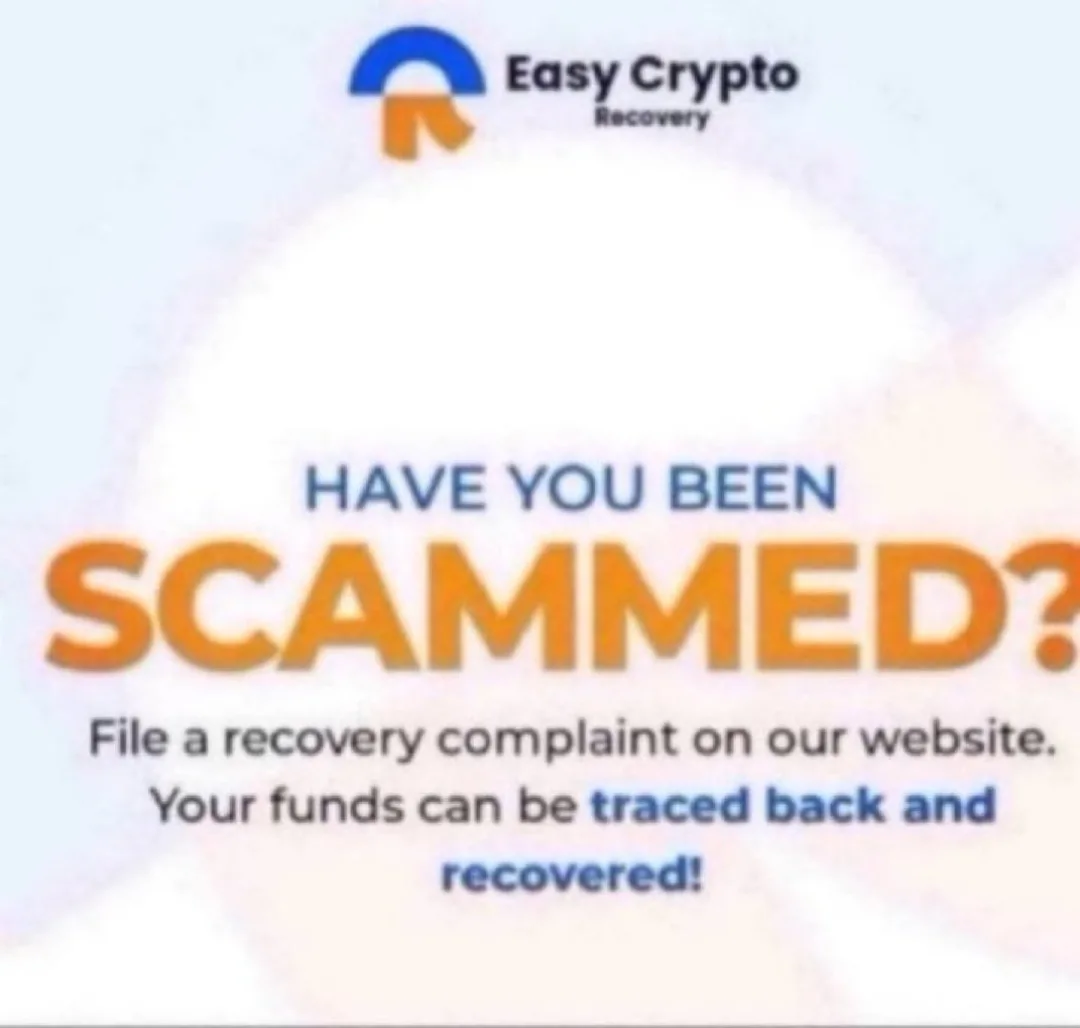 Easy Crypto
Recovery
HAVE YOU BEEN
SCAMMED?
File a recovery complaint on our website.
Your funds can be traced back and
recovered!